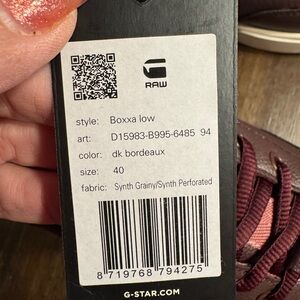 RAW
style: Boxxa low
art: D15983-B995-6485 94
color: dk bordeaux
size: 40
fabric: Synth Grainy/Synth Perforated
8 719768 794275
G-STAR.COM